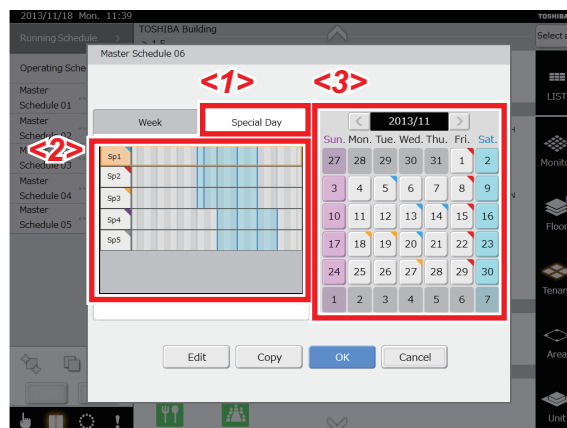 2013/11/18 Mon. 11:39
TOSHIBA
Running Schedule >
TOSHIBA Building
> 1.5
Select a
Master Schedule 06
Operating Sche
<1>
<3>
Master
Schedule 01
LIST
Week
Special Day
< 2013/11 >
Master
Schedule 02
<2>
Sun. Mon. Tue. Wed. Thu. Fri. Sat.
Sp1
27 28 29 30 31 1 2
Schedule 03
Monito
Sp2
Master
Schedule 04
Sp3
3 4 5 6 7 8 9
Master
Schedule 05
Sp4
10 11 12 13 14 15 16
Floor
Sp5
17 18 19 20 21 22 23
24 25 26 27 28 29 30
Tenan
1 2 3 4 5 6 7
Edit
Copy
OK
Cancel
Area
Unit